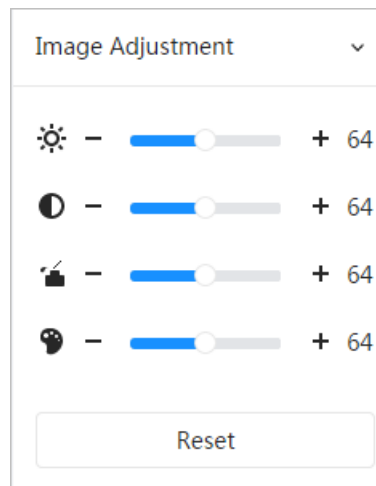 Image Adjustment
- + 64
- + 64
- + 64
- + 64
Reset